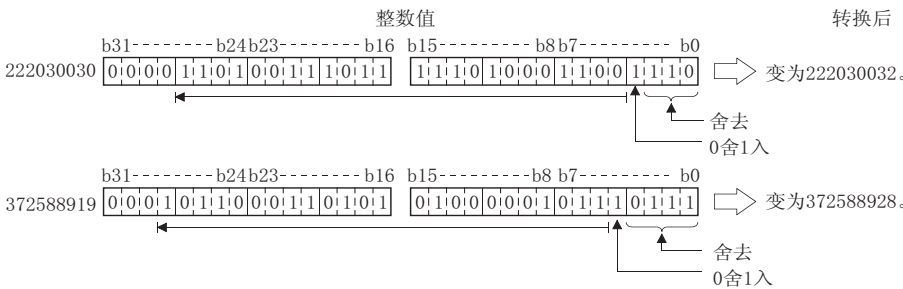 整数值 转换后
b31 b24 b23 b16 b15 b8 b7 b0
222030030 0 0 0 0 1 1 0 1 0 0 1 1 1 0 1 1 1 1 1 0 1 0 0 0 1 1 0 0 1 1 1 0 变为222030032。
舍去
0舍1入
b31 b24 b23 b16 b15 b8 b7 b0
372588919 0 0 0 1 0 1 1 0 0 0 1 1 0 1 0 1 0 1 0 0 0 0 0 1 0 1 1 1 0 1 1 1 变为372588928。
舍去
0舍1入